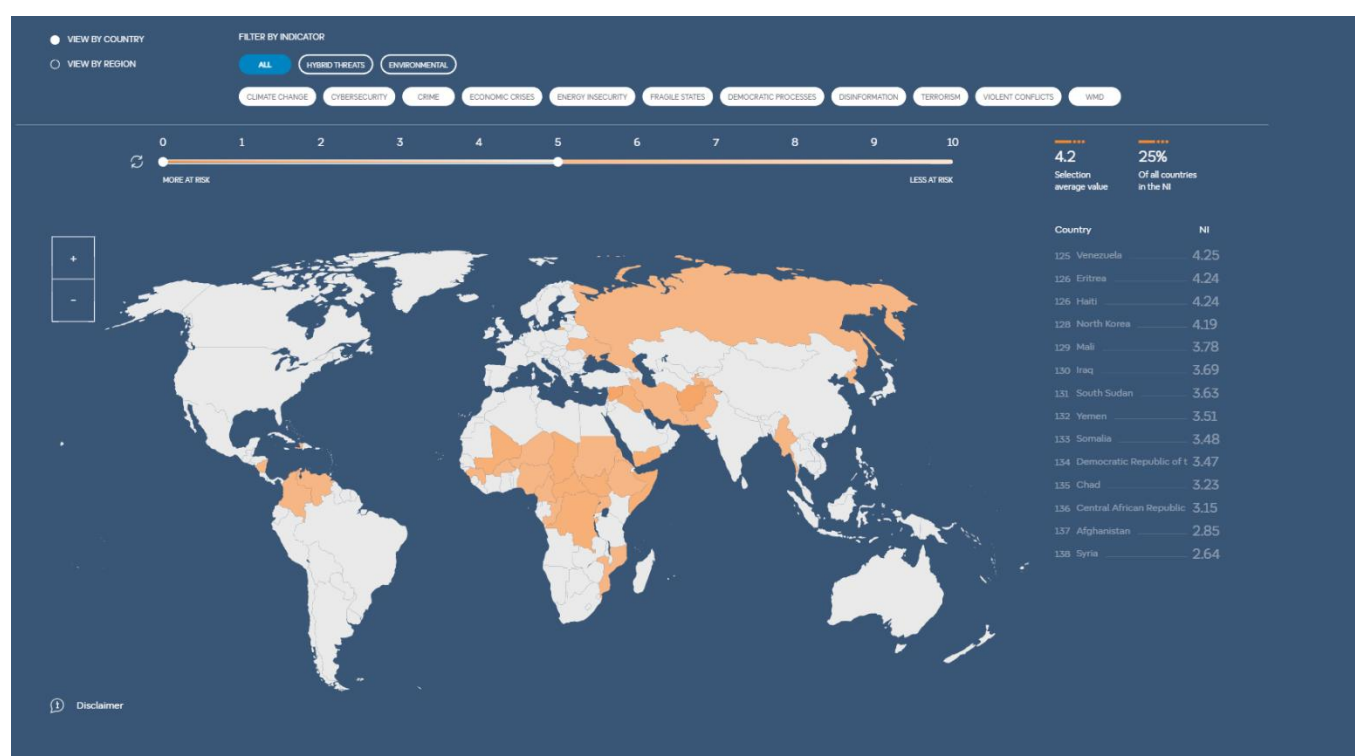 VIEW BY COUNTRY
VIEW BY REGION
FILTER BY INDICATOR
ALL
HYBRID THREATS
ENVIRONMENTAL
CLIMATE CHANGE
CYBERSECURITY
CRIME
ECONOMIC CRISES
ENERGY INSECURITY
FRAGILE STATES
DEMOCRATIC PROCESSES
DISINFORMATION
TERRORISM
VIOLENT CONFLICTS
WMD
0 1 2 3 4 5 6 7 8 9 10
MORE AT RISK
LESS AT RISK
4.2
Selection
average value
25%
Of all countries
in the NI
+
-
Country NI
125 Venezuela 4.25
126 Eritrea 4.24
126 Haiti 4.24
128 North Korea 4.19
129 Mali 3.78
130 Iraq 3.69
131 South Sudan 3.63
132 Yemen 3.51
133 Somalia 3.48
134 Democratic Republic of t 3.47
135 Chad 3.23
136 Central African Republic 3.15
137 Afghanistan 2.85
138 Syria 2.64
Disclaimer